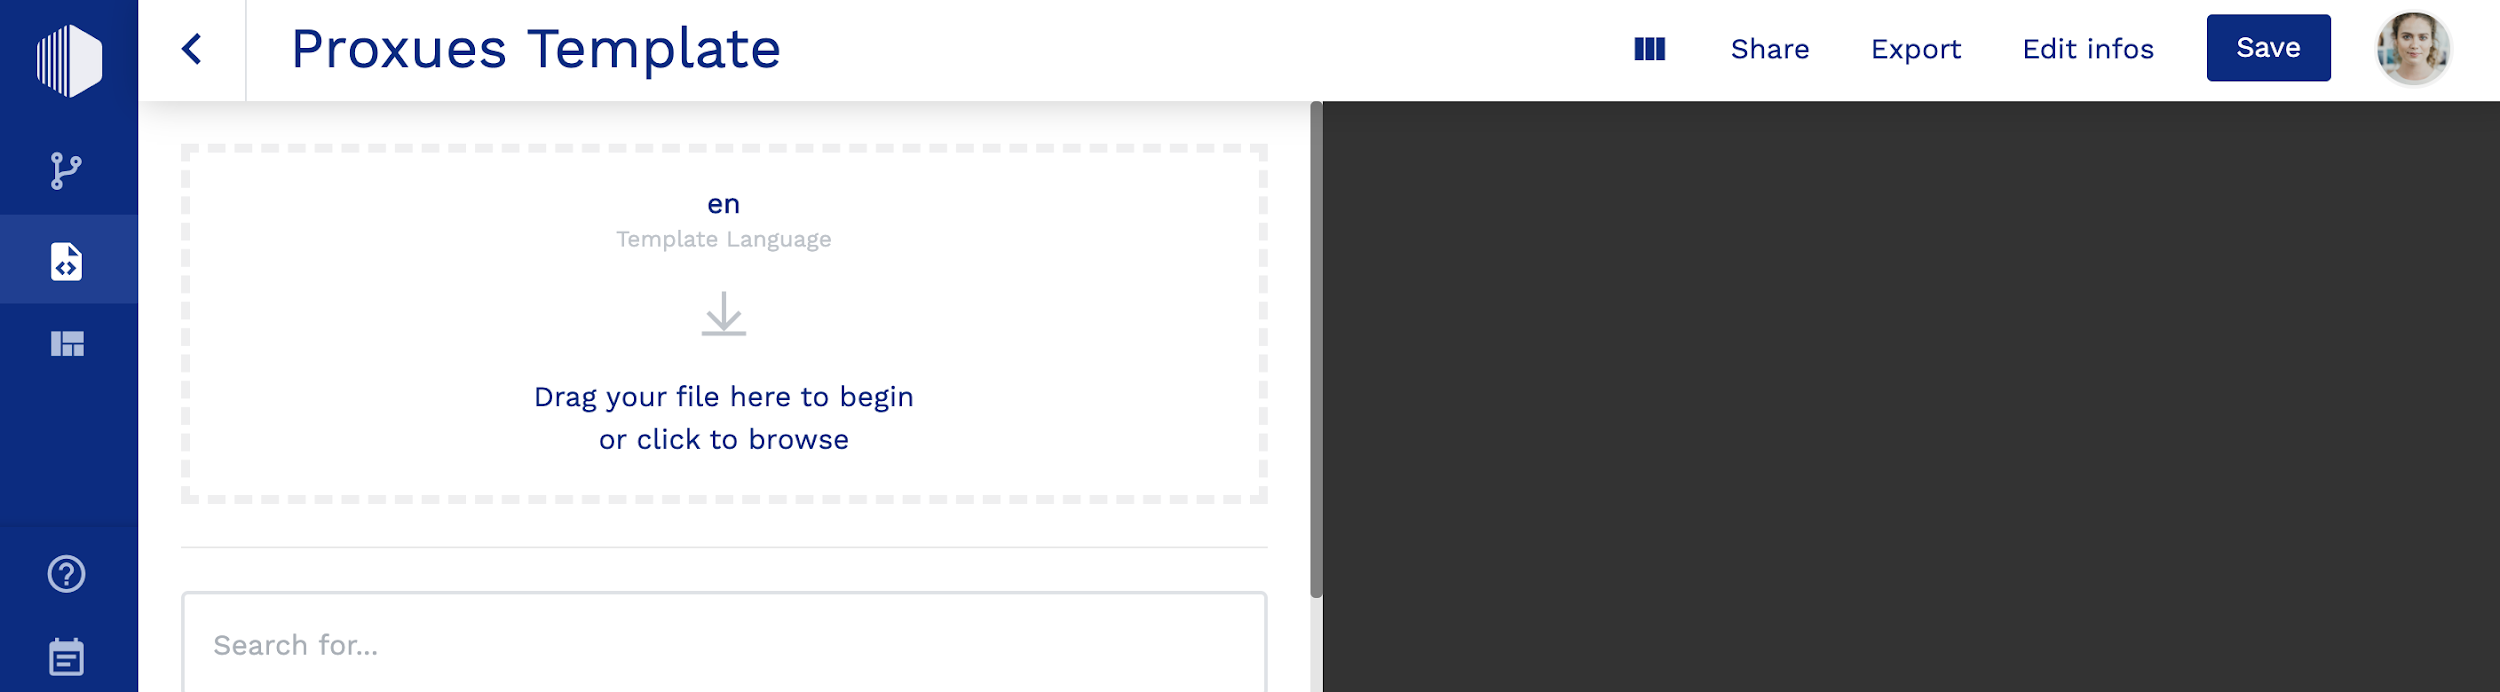 Proxues Template
Share
Export
Edit infos
Save
en
Template Language
Drag your file here to begin
or click to browse
Search for...